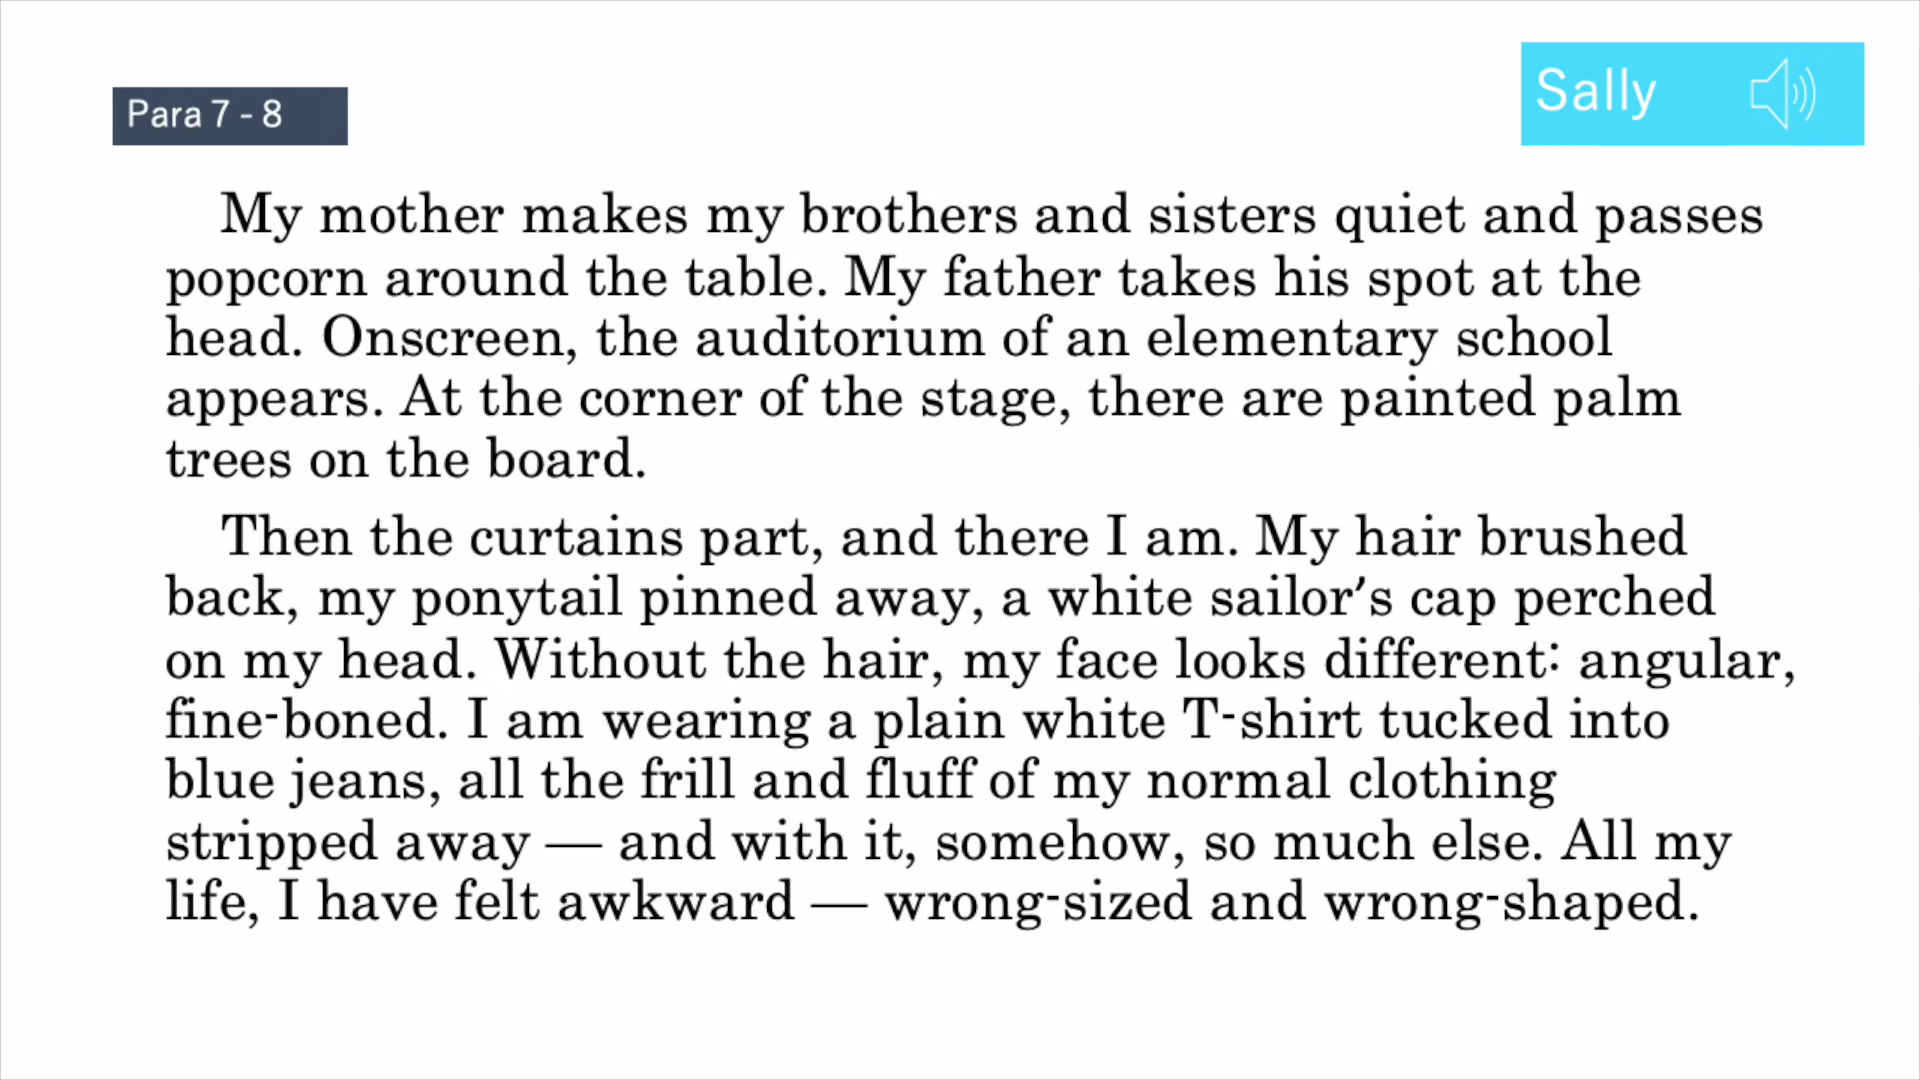 Sally
Para 7 - 8
My mother makes my brothers and sisters quiet and passes
popcorn around the table. My father takes his spot at the
head. Onscreen, the auditorium of an elementary school
appears. At the corner of the stage, there are painted palm
trees on the board.
Then the curtains part, and there I am. My hair brushed
back, my ponytail pinned away, a white sailor's cap perched
on my head. Without the hair, my face looks different: angular,
fine-boned. I am wearing a plain white T-shirt tucked into
blue jeans, all the frill and fluff of my normal clothing
stripped away — and with it, somehow, so much else. All my
life, I have felt awkward — wrong-sized and wrong-shaped.